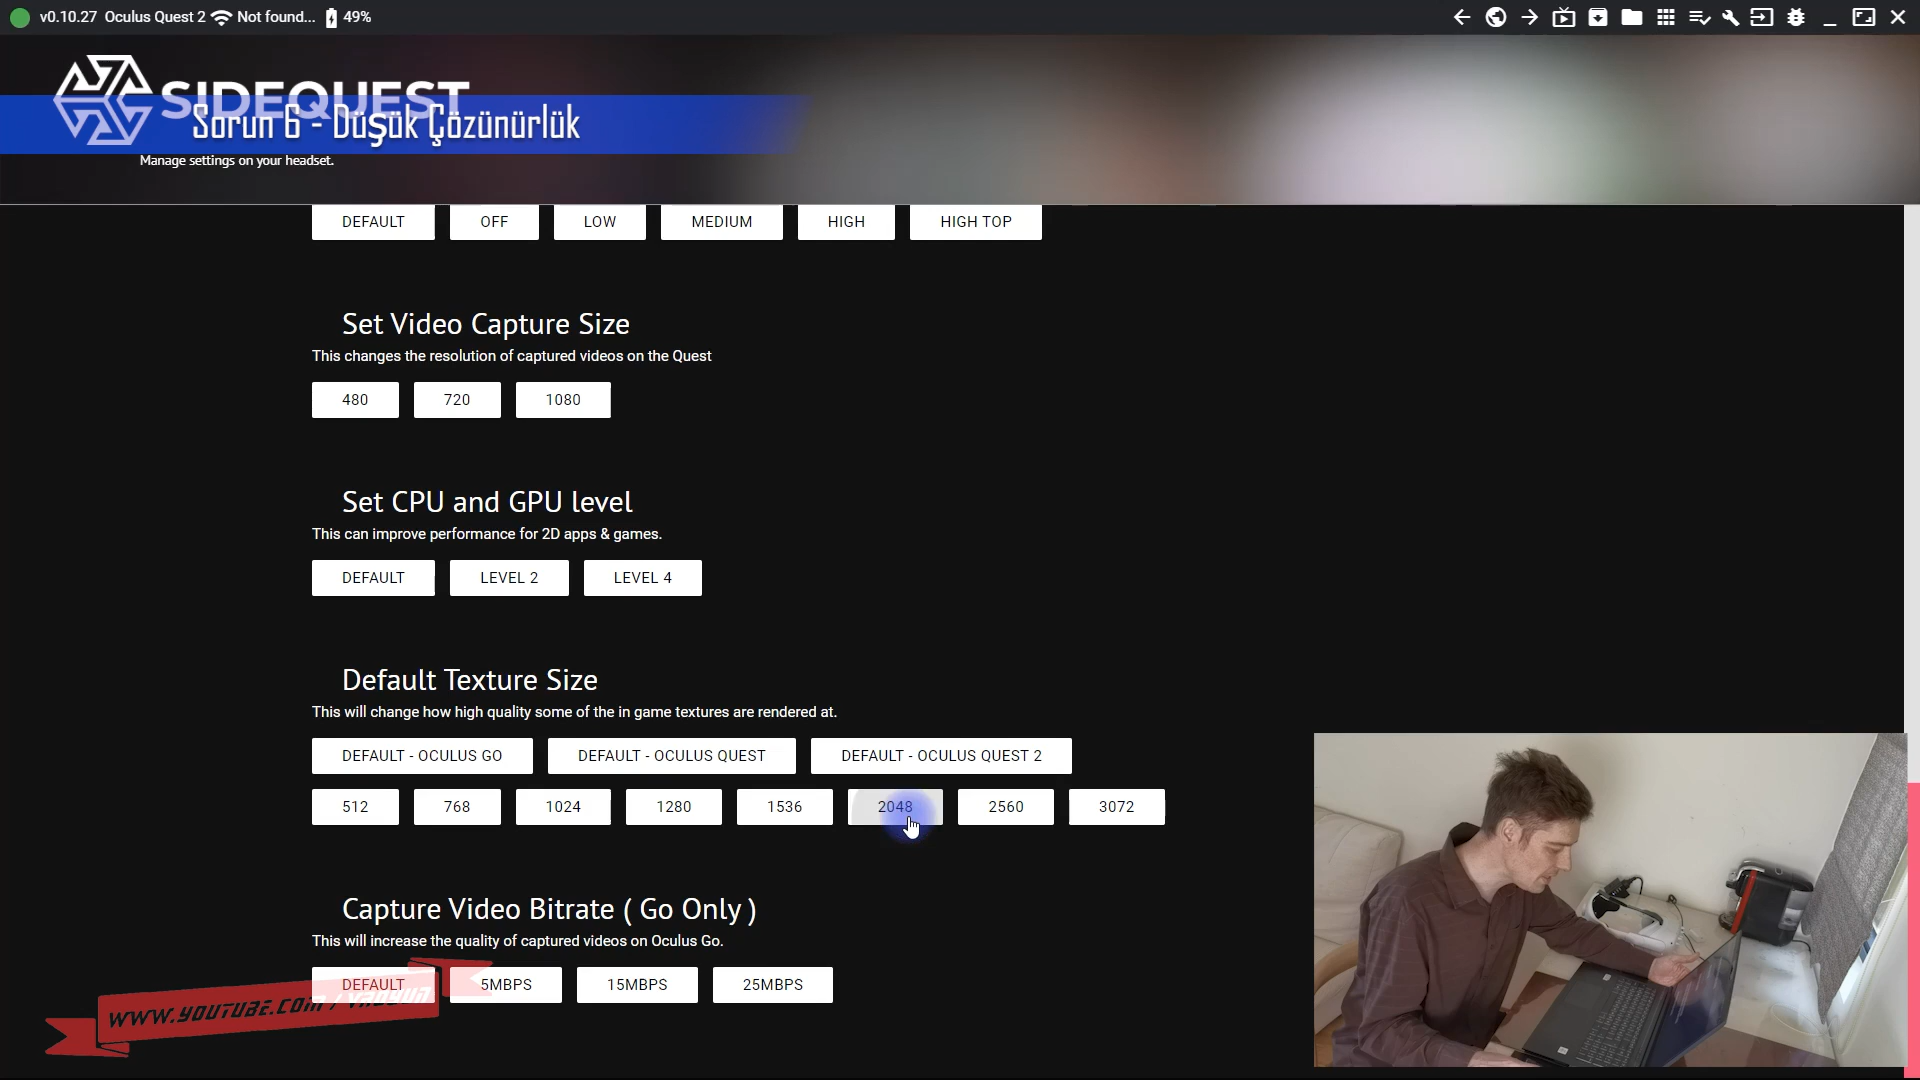 v0.10.27 Oculus Quest 2 Not found... 49%
SIDEQUEST
Sorun 6 - Düşük Çözünürlük
Manage settings on your headset.
DEFAULT OFF LOW MEDIUM HIGH HIGH TOP
Set Video Capture Size
This changes the resolution of captured videos on the Quest
480 720 1080
Set CPU and GPU level
This can improve performance for 2D apps & games.
DEFAULT LEVEL 2 LEVEL 4
Default Texture Size
This will change how high quality some of the in game textures are rendered at.
DEFAULT - OCULUS GO DEFAULT - OCULUS QUEST DEFAULT - OCULUS QUEST 2
512 768 1024 1280 1536 2048 2560 3072
Capture Video Bitrate ( Go Only )
This will increase the quality of captured videos on Oculus Go.
DEFAULT 5MBPS 15MBPS 25MBPS
WWW.YOUTUBE.COM /